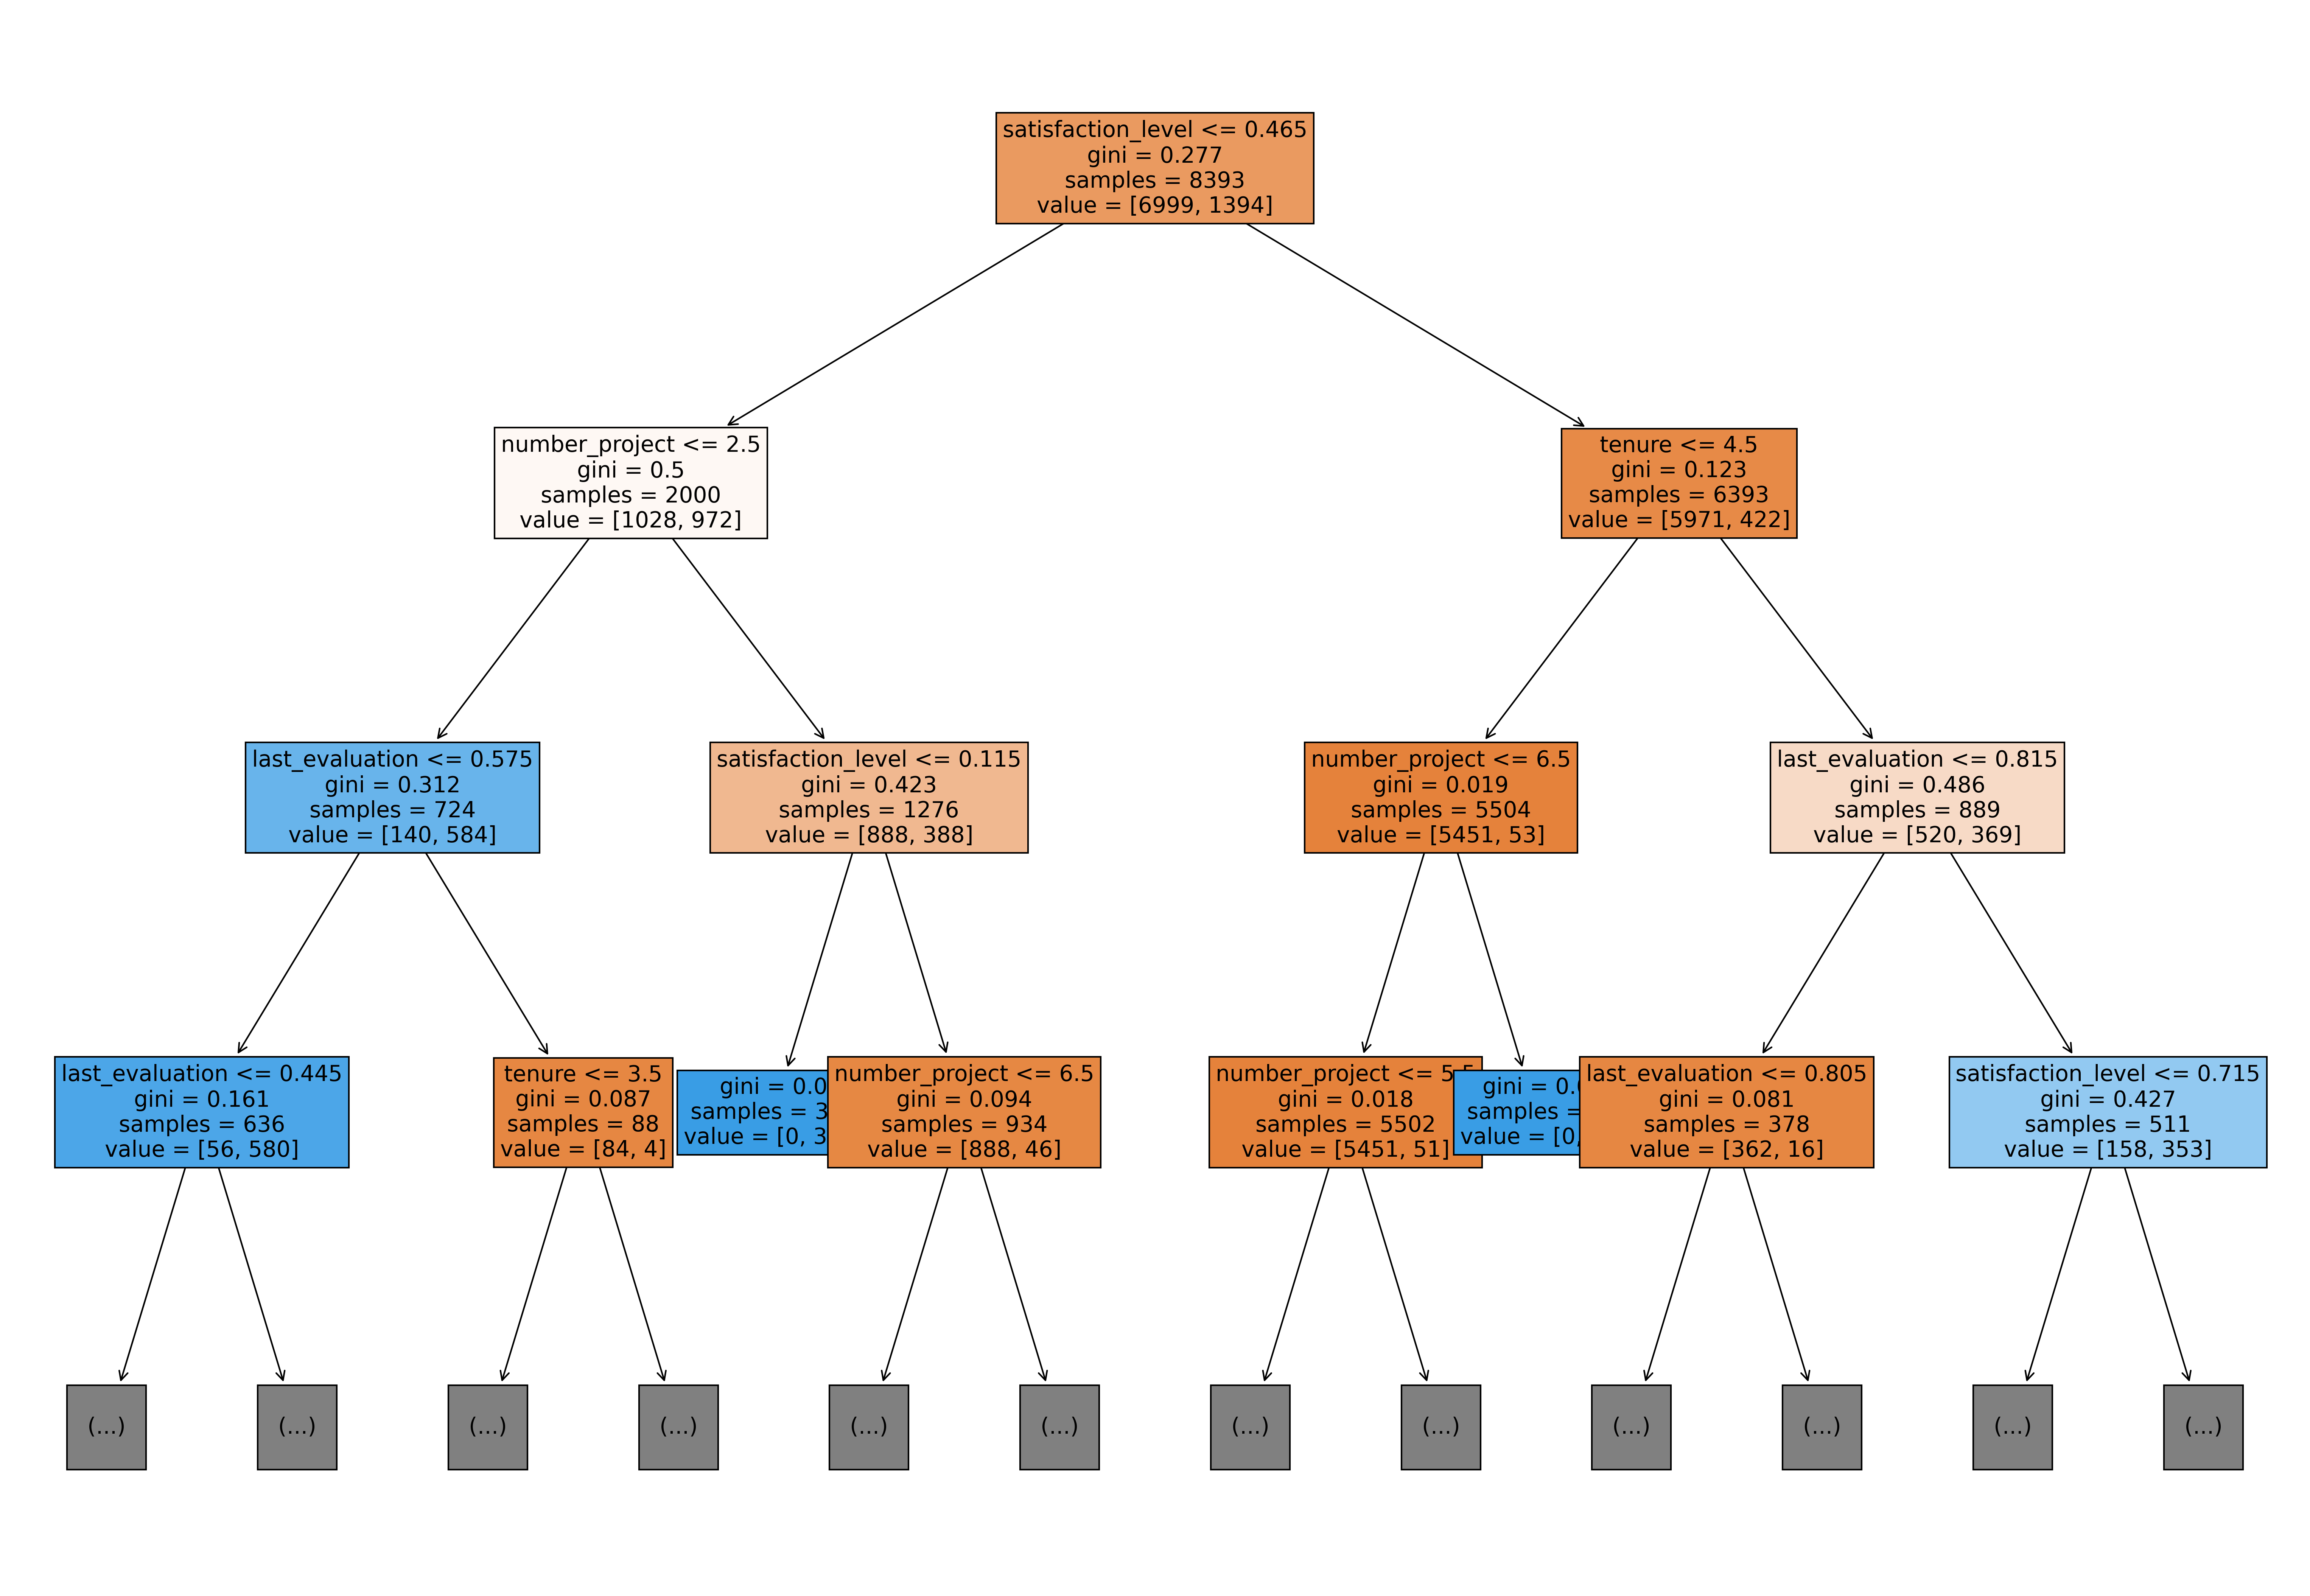 satisfaction_level <= 0.465
gini = 0.277
samples = 8393
value = [6999, 1394]
number_project <= 2.5
gini = 0.5
samples = 2000
value = [1028, 972]
tenure <= 4.5
gini = 0.123
samples = 6393
value = [5971, 422]
last_evaluation <= 0.575
gini = 0.312
samples = 724
value = [140, 584]
satisfaction_level <= 0.115
gini = 0.423
samples = 1276
value = [888, 388]
number_project <= 6.5
gini = 0.019
samples = 5504
value = [5451, 53]
last_evaluation <= 0.815
gini = 0.486
samples = 889
value = [520, 369]
last_evaluation <= 0.445
gini = 0.161
samples = 636
value = [56, 580]
tenure <= 3.5
gini = 0.087
samples = 88
value = [84, 4]
gini = 0.0
samples = 3
value = [0, 3
number_project <= 6.5
gini = 0.094
samples = 934
value = [888, 46]
number_project <= 5.5
gini = 0.018
samples = 5502
value = [5451, 51]
gini = 0.
samples =
value = [0,
last_evaluation <= 0.805
gini = 0.081
samples = 378
value = [362, 16]
satisfaction_level <= 0.715
gini = 0.427
samples = 511
value = [158, 353]
(...)
(...)
(...)
(...)
(...)
(...)
(...)
(...)
(...)
(...)
(...)
(...)